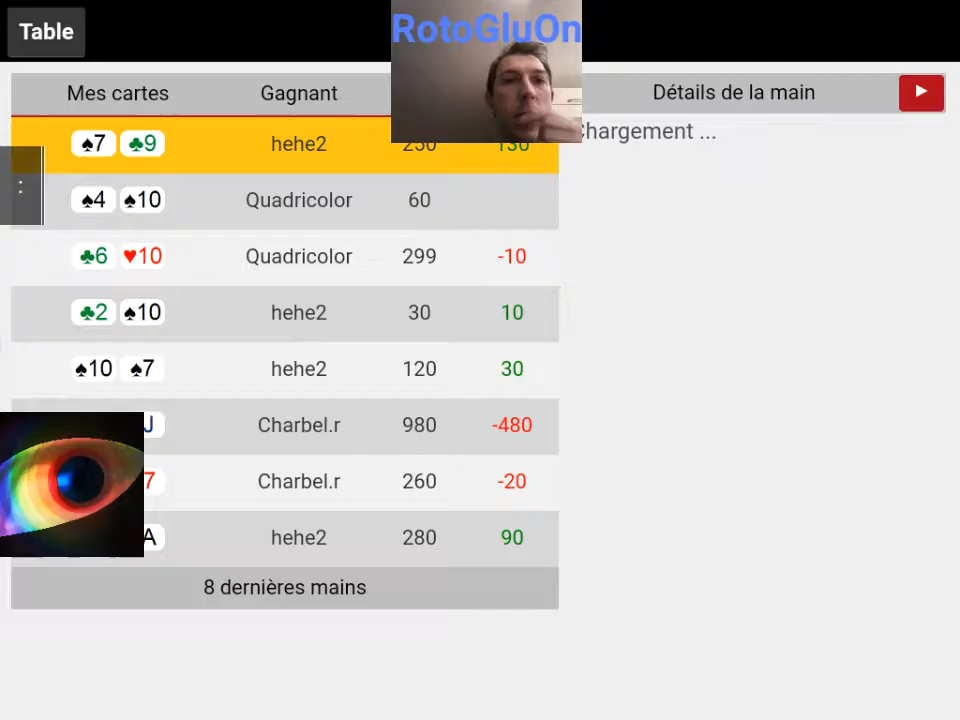 Table
RotoGluOn
Mes cartes Gagnant Détails de la main
♠7 ♣9 hehe2 250 130 Chargement ...
:
♠4 ♠10 Quadricolor 60
♣6 ♥10 Quadricolor 299 -10
♣2 ♠10 hehe2 30 10
♠10 ♠7 hehe2 120 30
J Charbel.r 980 -480
7 Charbel.r 260 -20
A hehe2 280 90
8 dernières mains